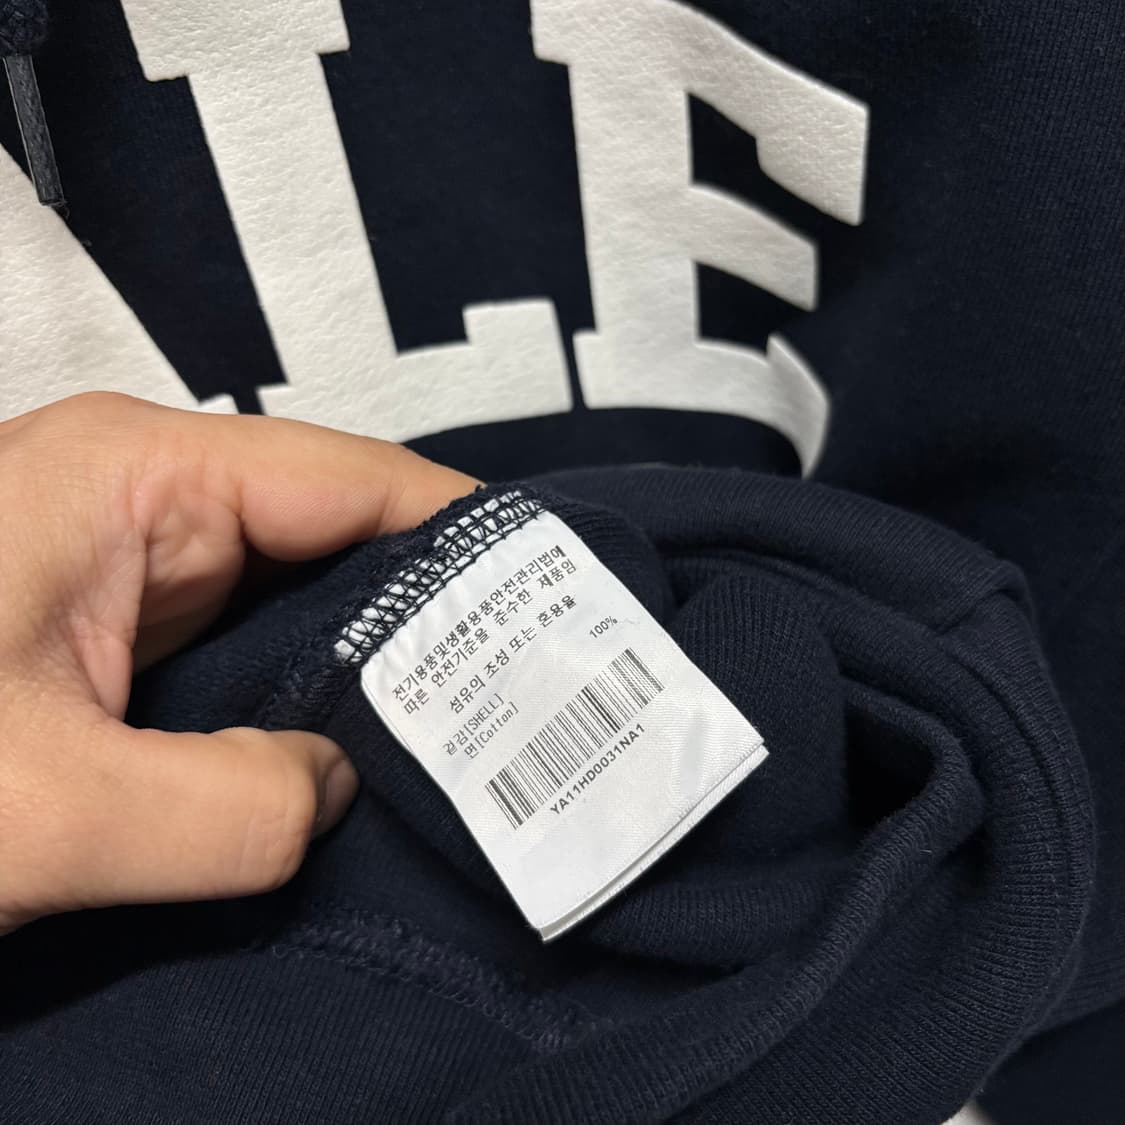 ALE
전기용품및생활용품안전관리법에
따른 안전기준을 준수한 제품임
섬유의 조성 또는 혼용율
겉감[SHELL]
면[Cotton] 100%
YA11HD0031NA1